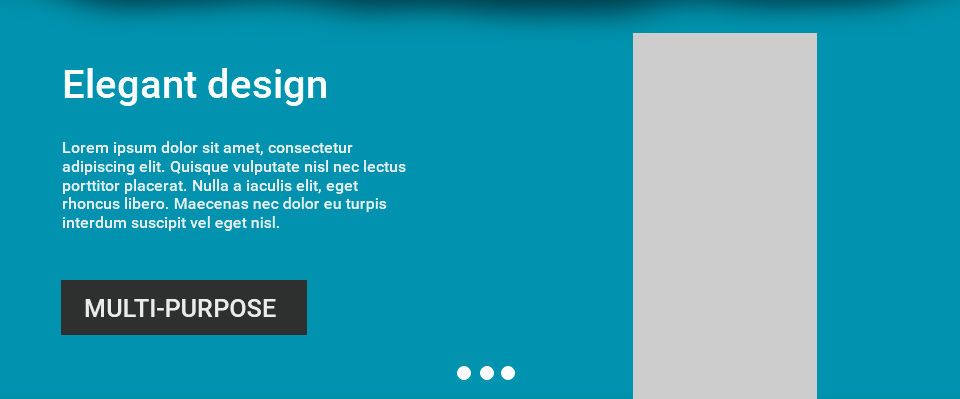 Elegant design
Lorem ipsum dolor sit amet, consectetur
adipiscing elit. Quisque vulputate nisl nec lectus
porttitor placerat. Nulla a iaculis elit, eget
rhoncus libero. Maecenas nec dolor eu turpis
interdum suscipit vel eget nisl.
MULTI-PURPOSE